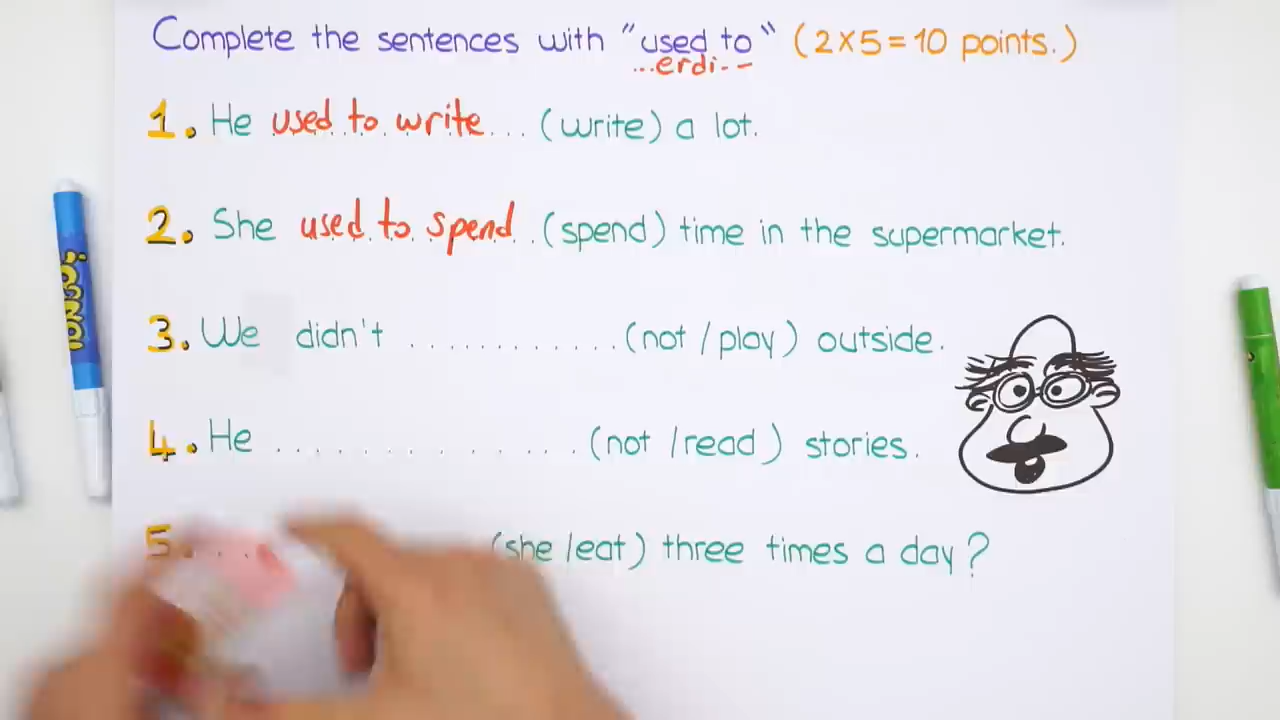 Complete the sentences with "used to" (2x5=10 points.)
...erdi--
1. He used to write... (write) a lot.
2. She used to spend. (spend) time in the supermarket.
3. We didn't ............ (not / play) outside.
4. He ............ (not / read) stories.
5. ... (she / eat) three times a day?